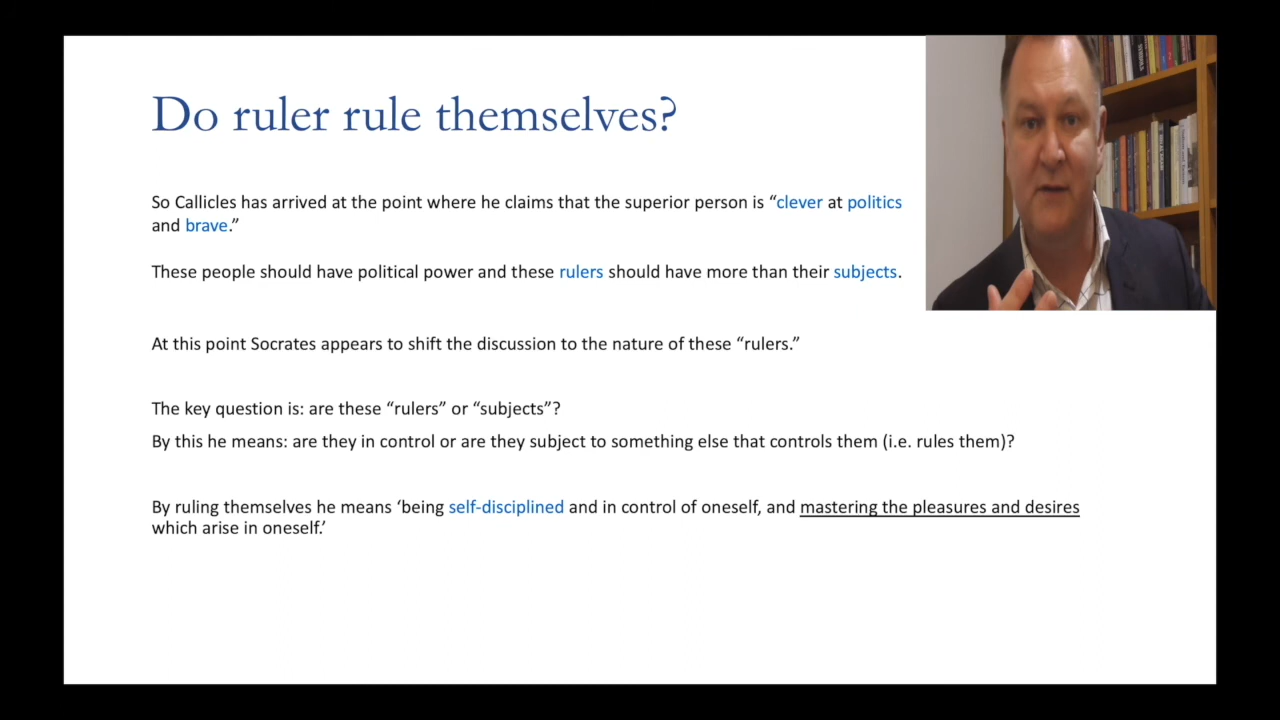 Do ruler rule themselves?
So Callicles has arrived at the point where he claims that the superior person is “clever at politics
and brave.”
These people should have political power and these rulers should have more than their subjects.
At this point Socrates appears to shift the discussion to the nature of these “rulers.”
The key question is: are these “rulers” or “subjects”?
By this he means: are they in control or are they subject to something else that controls them (i.e. rules them)?
By ruling themselves he means ‘being self-disciplined and in control of oneself, and mastering the pleasures and desires
which arise in oneself.’